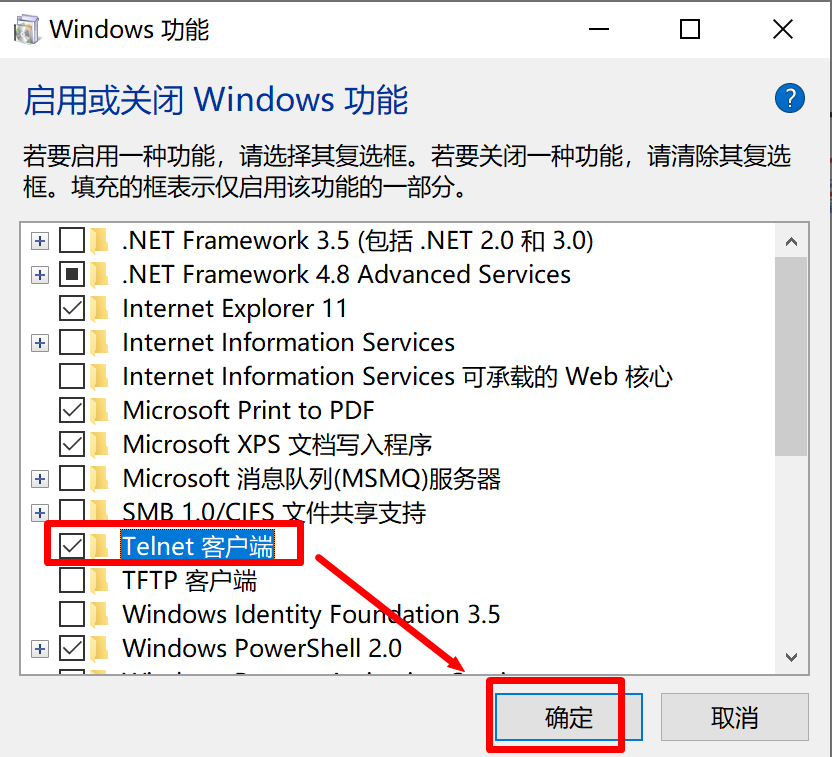 Windows 功能
启用或关闭 Windows 功能
?
若要启用一种功能，请选择其复选框。若要关闭一种功能，请清除其复选
框。填充的框表示仅启用该功能的一部分。
.NET Framework 3.5 (包括 .NET 2.0 和 3.0)
.NET Framework 4.8 Advanced Services
Internet Explorer 11
Internet Information Services
Internet Information Services 可承载的 Web 核心
Microsoft Print to PDF
Microsoft XPS 文档写入程序
Microsoft 消息队列(MSMQ)服务器
SMB 1.0/CIFS 文件共享支持
Telnet 客户端
TFTP 客户端
Windows Identity Foundation 3.5
Windows PowerShell 2.0
确定
取消